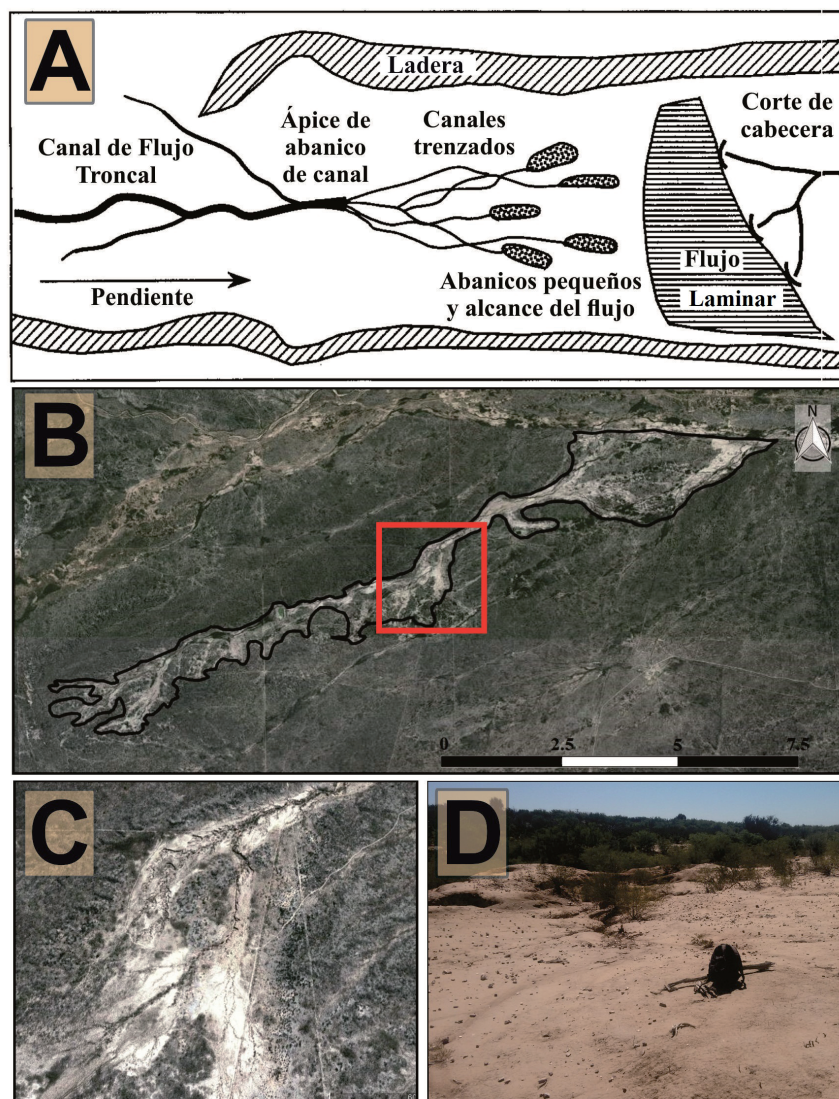 A
Ladera
Canal de Flujo
Troncal
Ápice de
abanico
de canal
Canales
trenzados
Corte de
cabecera
Pendiente
Abanicos pequeños
y alcance del flujo
Flujo
Laminar
B
N
0 2.5 5 7.5
C
D